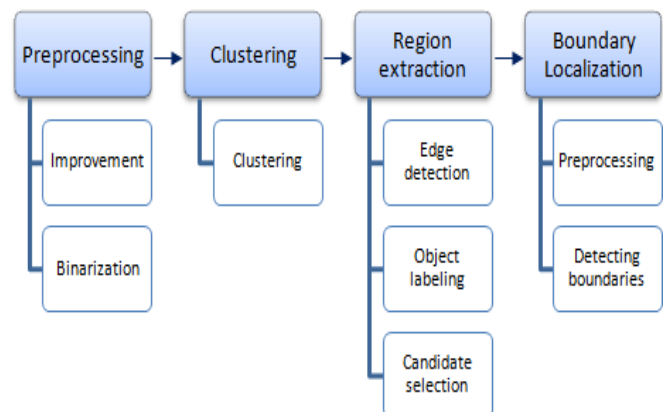 Preprocessing
Clustering
Region
extraction
Boundary
Localization
Improvement
Binarization
Clustering
Edge
detection
Object
labeling
Candidate
selection
Preprocessing
Detecting
boundaries